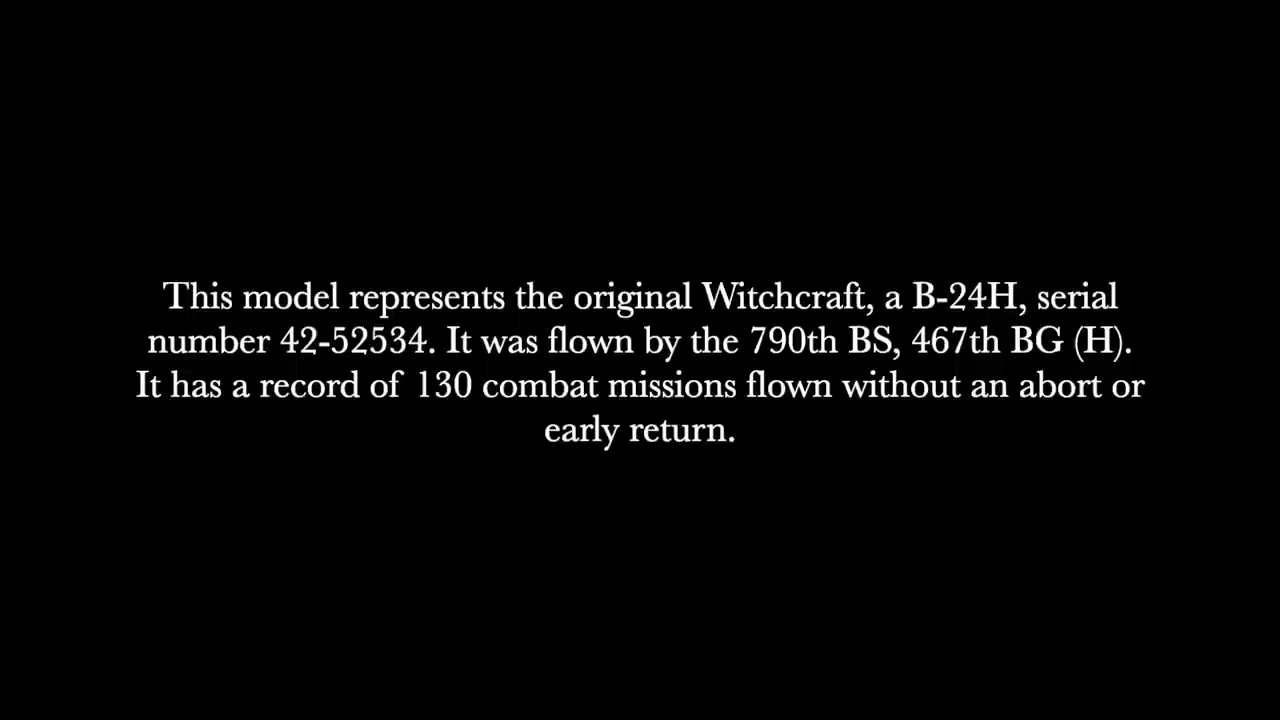 This model represents the original Witchcraft, a B-24H, serial
number 42-52534. It was flown by the 790th BS, 467th BG (H).
It has a record of 130 combat missions flown without an abort or
early return.